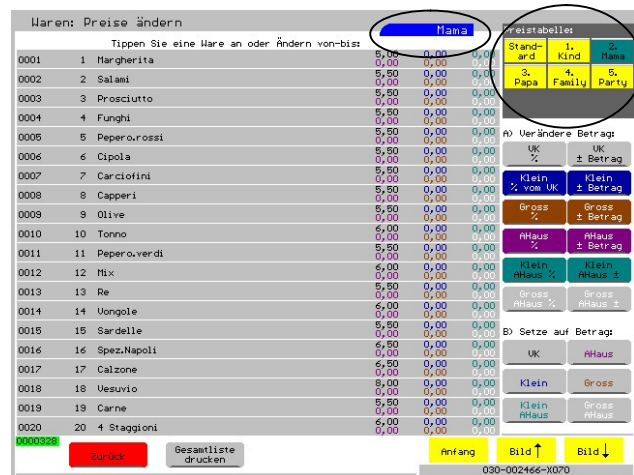 Waren: Preise ändern
Mama
Preistabelle:
Tippen Sie eine Ware an oder Ändern von-bis:
Stand-
ard
1.
Kind
2.
Mama
3.
Papa
4.
Family
5.
Party
0001 1 Margherita 5,00 0,00 0,00
0,00 0,00 0,00
0002 2 Salami 5,50 0,00 0,00
0,00 0,00 0,00
0003 3 Prosciutto 5,50 0,00 0,00
0,00 0,00 0,00
0004 4 Funghi 5,50 0,00 0,00
0,00 0,00 0,00
0005 5 Pepero.rossi 5,50 0,00 0,00
0,00 0,00 0,00
0006 6 Cipola 5,50 0,00 0,00
0,00 0,00 0,00
0007 7 Carciofini 5,50 0,00 0,00
0,00 0,00 0,00
0008 8 Capperi 5,50 0,00 0,00
0,00 0,00 0,00
0009 9 Olive 5,50 0,00 0,00
0,00 0,00 0,00
0010 10 Tonno 6,00 0,00 0,00
0,00 0,00 0,00
0011 11 Pepero.verdi 5,50 0,00 0,00
0,00 0,00 0,00
0012 12 Mix 6,00 0,00 0,00
0,00 0,00 0,00
0013 13 Re 5,50 0,00 0,00
0,00 0,00 0,00
0014 14 Vongole 6,00 0,00 0,00
0,00 0,00 0,00
0015 15 Sardelle 5,50 0,00 0,00
0,00 0,00 0,00
0016 16 Spez.Napoli 6,00 0,00 0,00
0,00 0,00 0,00
0017 17 Calzone 6,00 0,00 0,00
0,00 0,00 0,00
0018 18 Vesuvio 8,00 0,00 0,00
0,00 0,00 0,00
0019 19 Carne 5,50 0,00 0,00
0,00 0,00 0,00
0020 20 4 Staggioni 6,00 0,00 0,00
0,00 0,00 0,00
A) Verändere Betrag:
VK
%
VK
± Betrag
Klein
% vom VK
Klein
± Betrag
Gross
%
Gross
± Betrag
AHaus
%
AHaus
± Betrag
Klein
AHaus %
Klein
AHaus ±
Gross
AHaus %
Gross
AHaus ±
B) Setze auf Betrag:
VK
AHaus
Klein
Gross
Klein
AHaus
Gross
AHaus
0000328
Zurück
Gesamtliste
drucken
Anfang
Bild↑
Bild↓
030-002466-X070